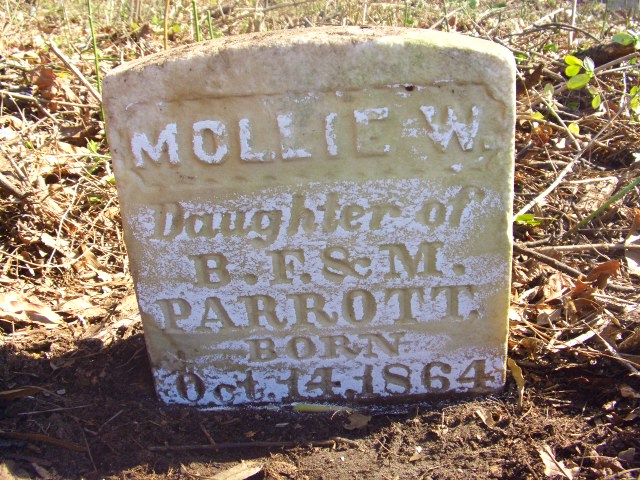 MOLLIE W.
Daughter of
B. F. & M.
PARROTT.
BORN
Oct. 14, 1864